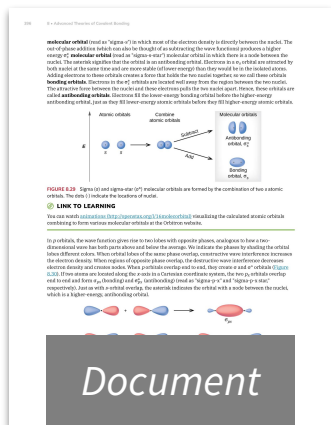 398 8 • Advanced Theories of Covalent Bonding
molecular orbital (read as "sigma-s") in which most of the electron density is directly between the nuclei. The
out-of-phase addition (which can also be thought of as subtracting the wave functions) produces a higher
energy σ*s molecular orbital (read as "sigma-s-star") molecular orbital in which there is a node between the
nuclei. The asterisk signifies that the orbital is an antibonding orbital. Electrons in a σs orbital are attracted by
both nuclei at the same time and are more stable (of lower energy) than they would be in the isolated atoms.
Adding electrons to these orbitals creates a force that holds the two nuclei together, so we call these orbitals
bonding orbitals. Electrons in the σ*s orbitals are located well away from the region between the two nuclei.
The attractive force between the nuclei and these electrons pulls the two nuclei apart. Hence, these orbitals are
called antibonding orbitals. Electrons fill the lower-energy bonding orbital before the higher-energy
antibonding orbital, just as they fill lower-energy atomic orbitals before they fill higher-energy atomic orbitals.
Atomic orbitals Combine atomic orbitals Molecular orbitals
Subtract
Antibonding
orbital, σ*s
E
s s
Add
Bonding
orbital, σs
FIGURE 8.29 Sigma (σ) and sigma-star (σ*) molecular orbitals are formed by the combination of two s atomic
orbitals. The dots (·) indicate the locations of nuclei.
LINK TO LEARNING
You can watch animations (http://openstax.org/l/16molecorbital) visualizing the calculated atomic orbitals
combining to form various molecular orbitals at the Orbitron website.
In p orbitals, the wave function gives rise to two lobes with opposite phases, analogous to how a two-
dimensional wave has both parts above and below the average. We indicate the phases by shading the orbital
lobes different colors. When orbital lobes of the same phase overlap, constructive wave interference increases
the electron density. When regions of opposite phase overlap, the destructive wave interference decreases
electron density and creates nodes. When p orbitals overlap end to end, they create σ and σ* orbitals (Figure
8.30). If two atoms are located along the x-axis in a Cartesian coordinate system, the two px orbitals overlap
end to end and form σpx (bonding) and σ*px (antibonding) (read as "sigma-p-x" and "sigma-p-x star,"
respectively). Just as with s-orbital overlap, the asterisk indicates the orbital with a node between the nuclei,
which is a higher-energy, antibonding orbital.
+
σpx
Document